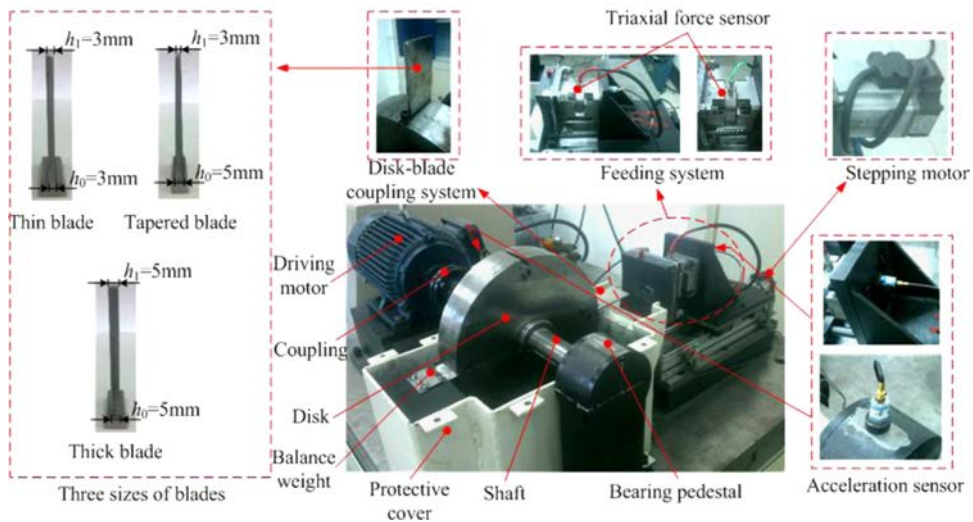 Triaxial force sensor
h₁=3mm
h₁=3mm
h₀=3mm
h₀=5mm
Thin blade
Tapered blade
h₁=5mm
h₀=5mm
Thick blade
Three sizes of blades
Disk-blade
coupling system
Feeding system
Stepping motor
Driving
motor
Coupling
Disk
Balance
weight
Protective
cover
Shaft
Bearing pedestal
Acceleration sensor